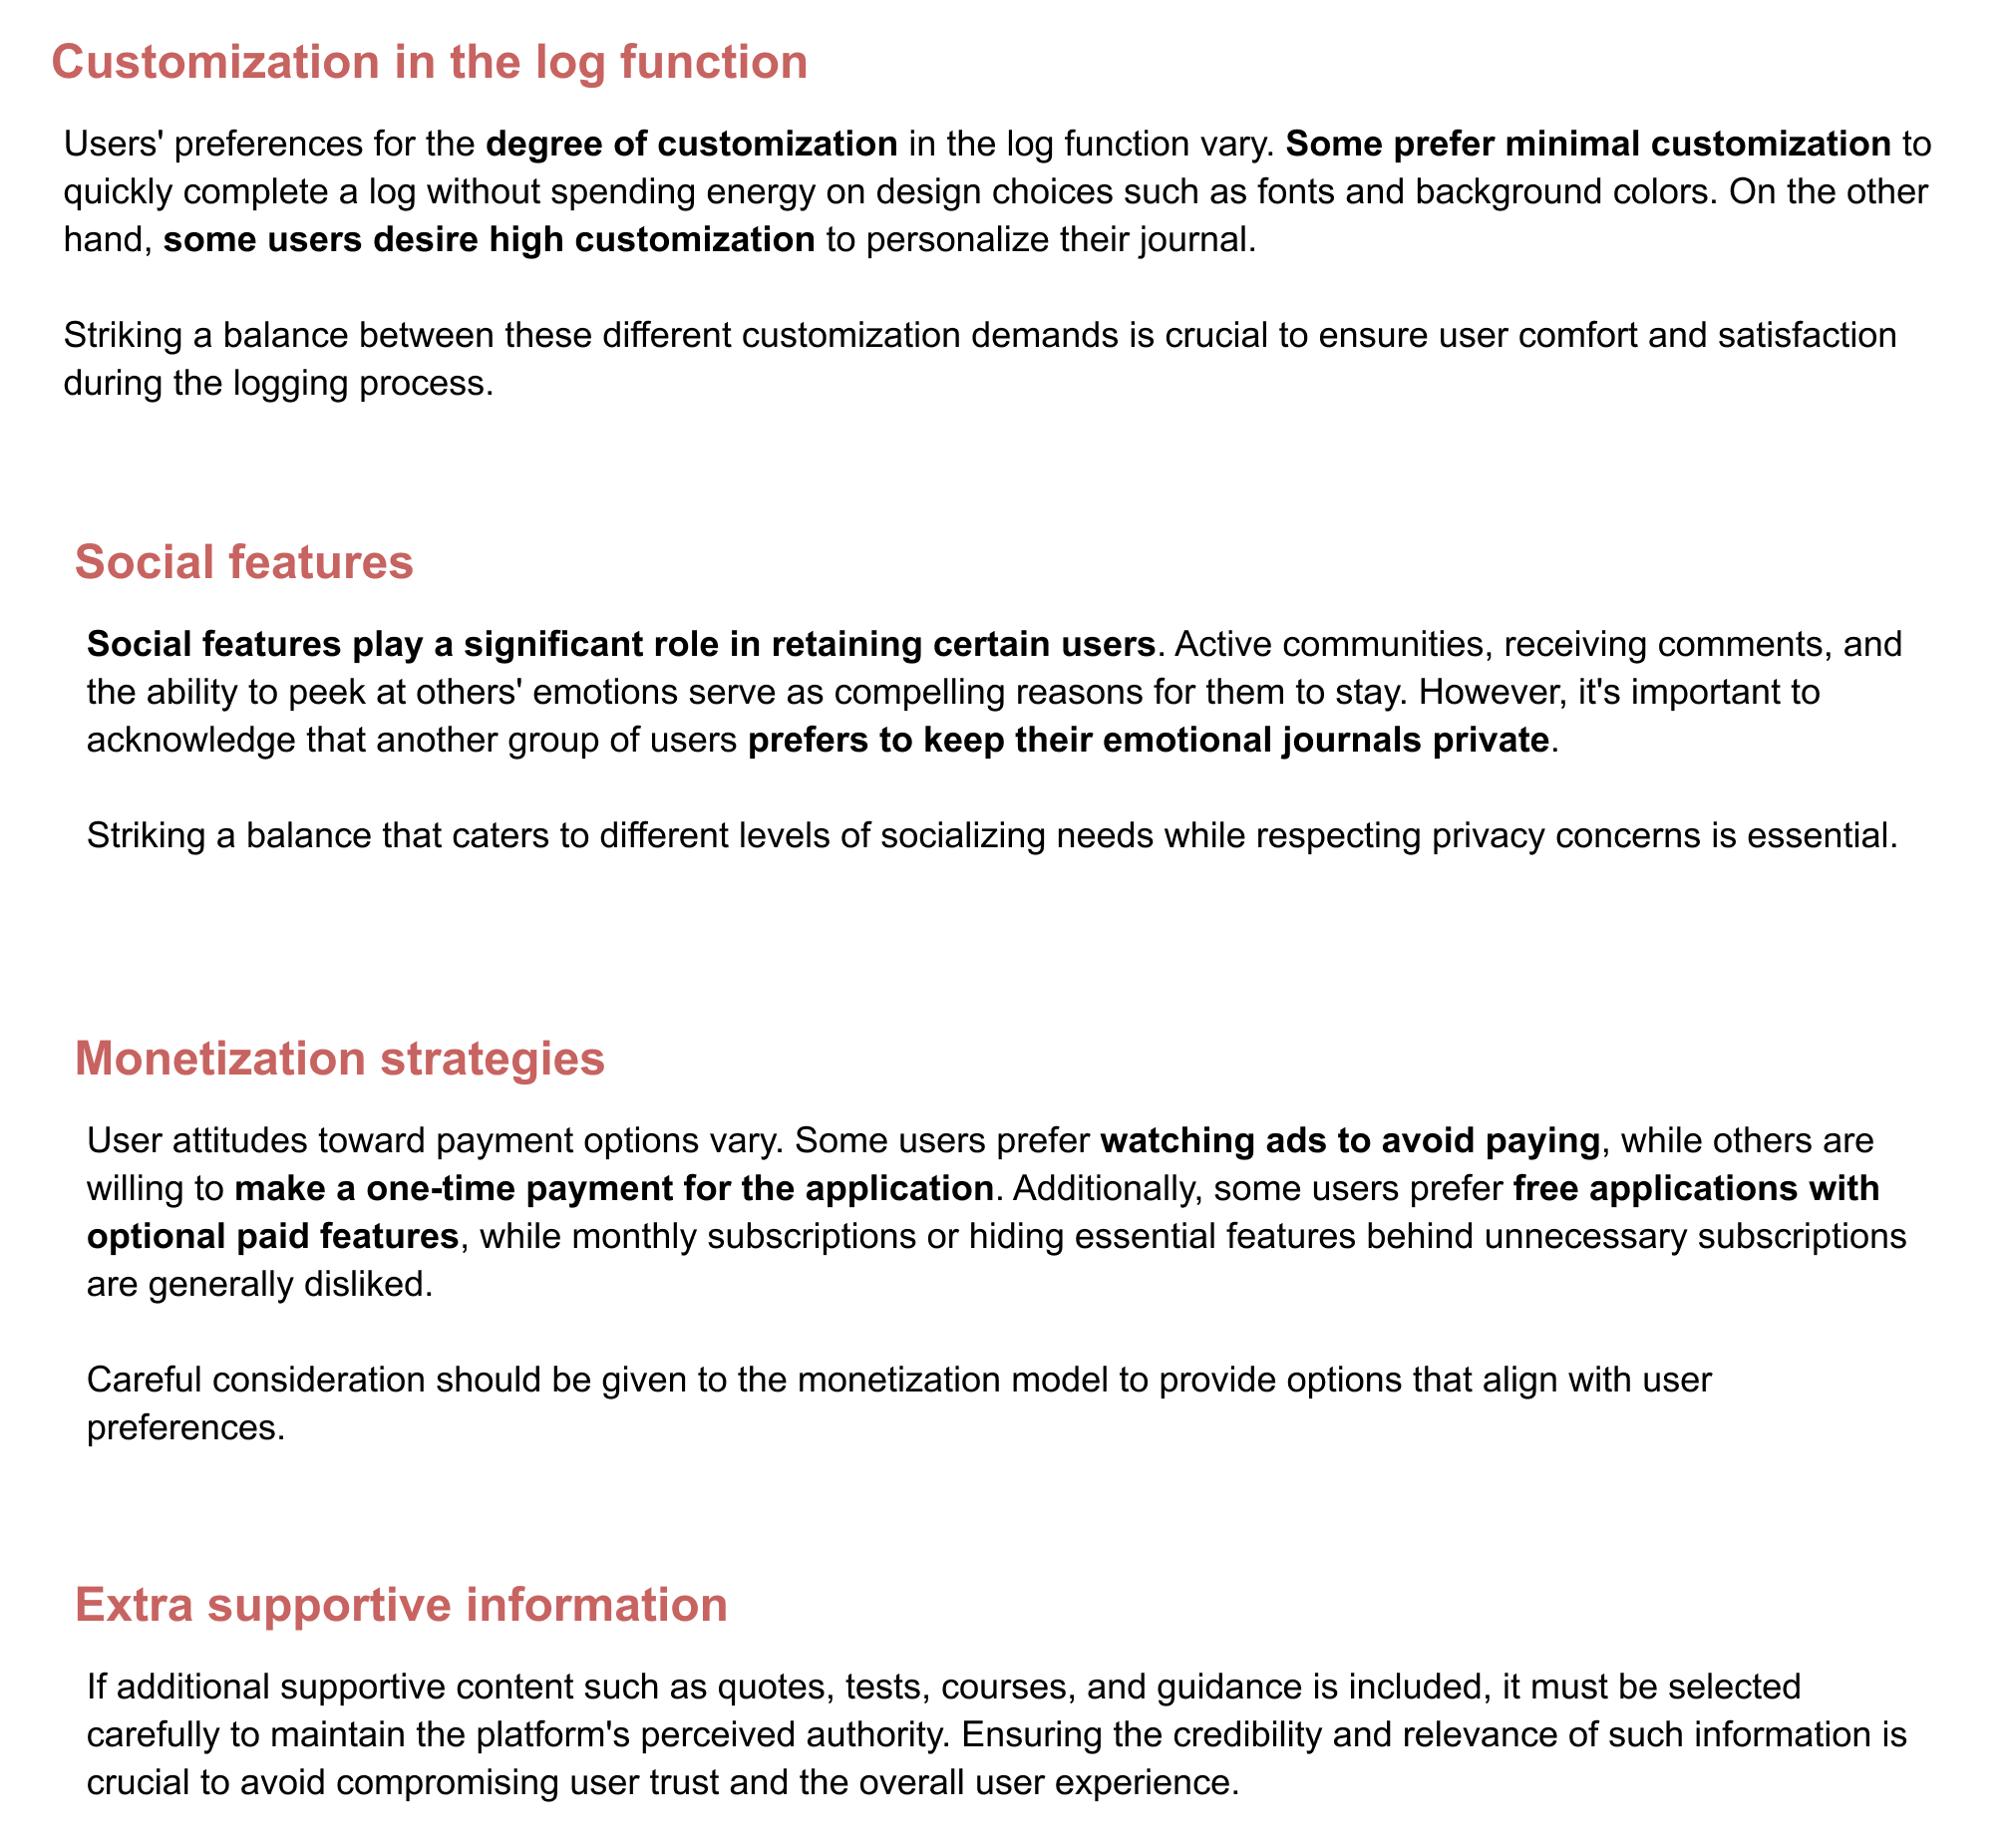 Customization in the log function
Users' preferences for the degree of customization in the log function vary. Some prefer minimal customization to
quickly complete a log without spending energy on design choices such as fonts and background colors. On the other
hand, some users desire high customization to personalize their journal.
Striking a balance between these different customization demands is crucial to ensure user comfort and satisfaction
during the logging process.
Social features
Social features play a significant role in retaining certain users. Active communities, receiving comments, and
the ability to peek at others' emotions serve as compelling reasons for them to stay. However, it's important to
acknowledge that another group of users prefers to keep their emotional journals private.
Striking a balance that caters to different levels of socializing needs while respecting privacy concerns is essential.
Monetization strategies
User attitudes toward payment options vary. Some users prefer watching ads to avoid paying, while others are
willing to make a one-time payment for the application. Additionally, some users prefer free applications with
optional paid features, while monthly subscriptions or hiding essential features behind unnecessary subscriptions
are generally disliked.
Careful consideration should be given to the monetization model to provide options that align with user
preferences.
Extra supportive information
If additional supportive content such as quotes, tests, courses, and guidance is included, it must be selected
carefully to maintain the platform's perceived authority. Ensuring the credibility and relevance of such information is
crucial to avoid compromising user trust and the overall user experience.